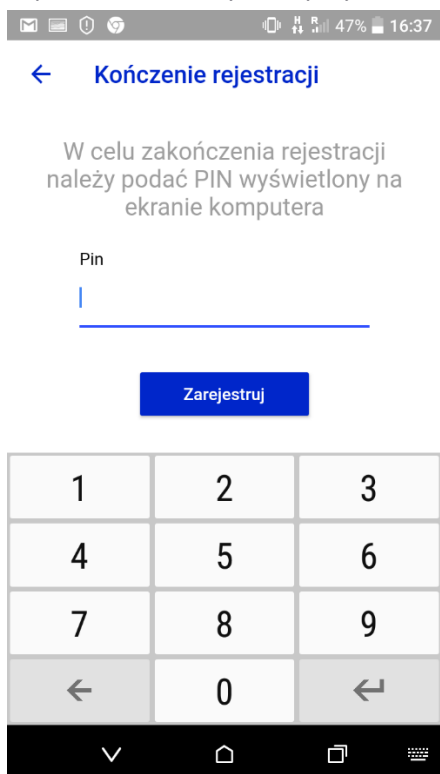 H R 47% 16:37
Kończenie rejestracji
W celu zakończenia rejestracji
należy podać PIN wyświetlony na
ekranie komputera
Pin
Zarejestruj
1 2 3
4 5 6
7 8 9
0